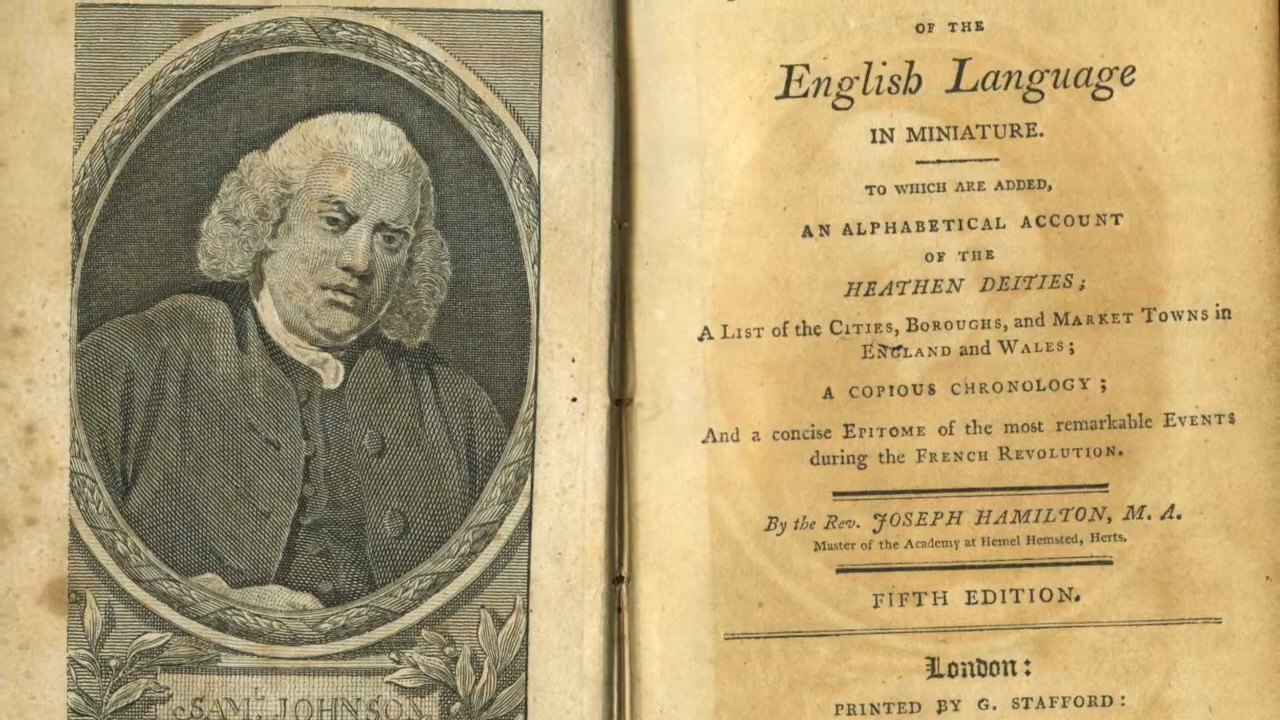 SAML. JOHNSON
OF THE
English Language
IN MINIATURE.
TO WHICH ARE ADDED,
AN ALPHABETICAL ACCOUNT
OF THE
HEATHEN DEITIES;
A LIST of the CITIES, BOROUGHS, and MARKET TOWNS in
ENGLAND and WALES;
A COPIOUS CHRONOLOGY;
And a concise EPITOME of the most remarkable EVENTS
during the FRENCH REVOLUTION.
By the Rev. JOSEPH HAMILTON, M. A.
Master of the Academy at Hemel Hemsted, Herts.
FIFTH EDITION.
London:
PRINTED BY G. STAFFORD: